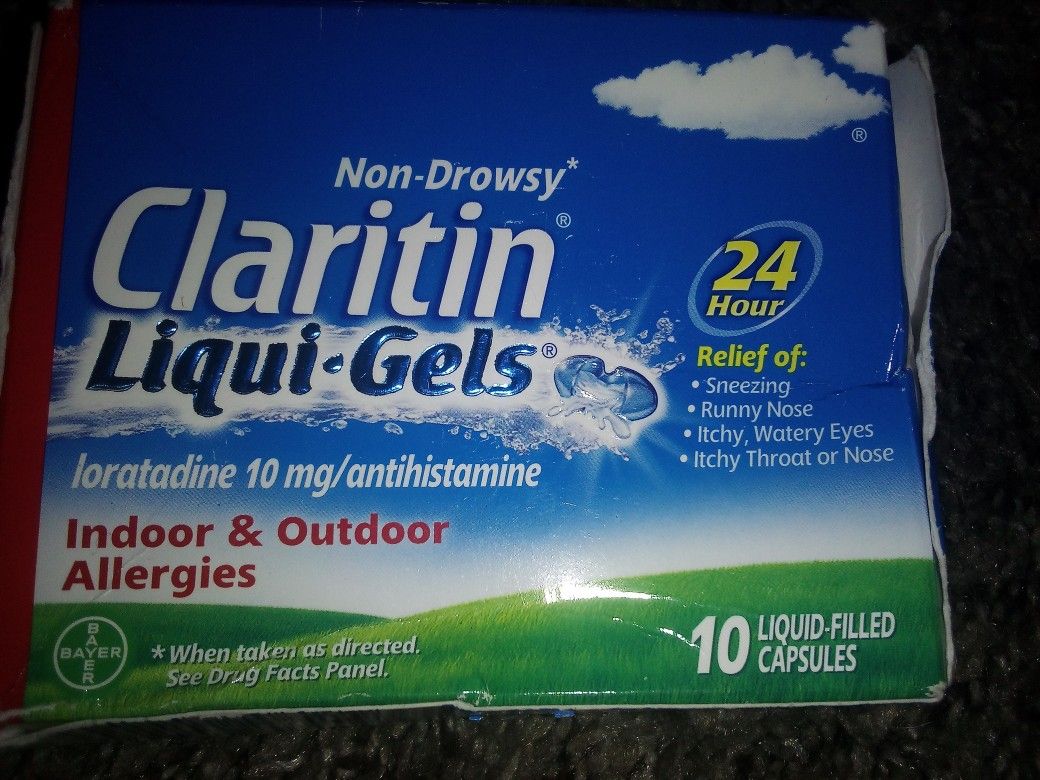 ®
Non-Drowsy*
Claritin®
Liqui·Gels®
24
Hour
Relief of:
• Sneezing
• Runny Nose
• Itchy, Watery Eyes
• Itchy Throat or Nose
loratadine 10 mg/antihistamine
Indoor & Outdoor
Allergies
BAYER
BAYER
*When taken as directed.
See Drug Facts Panel.
10 LIQUID-FILLED
CAPSULES